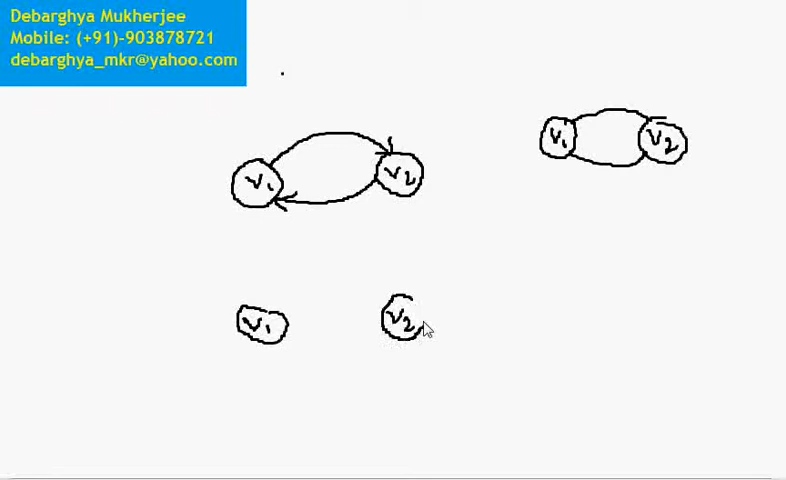 Debarghya Mukherjee
Mobile: (+91)-903878721
debarghya_mkr@yahoo.com
V1
V2
V1
V2
V1
V2